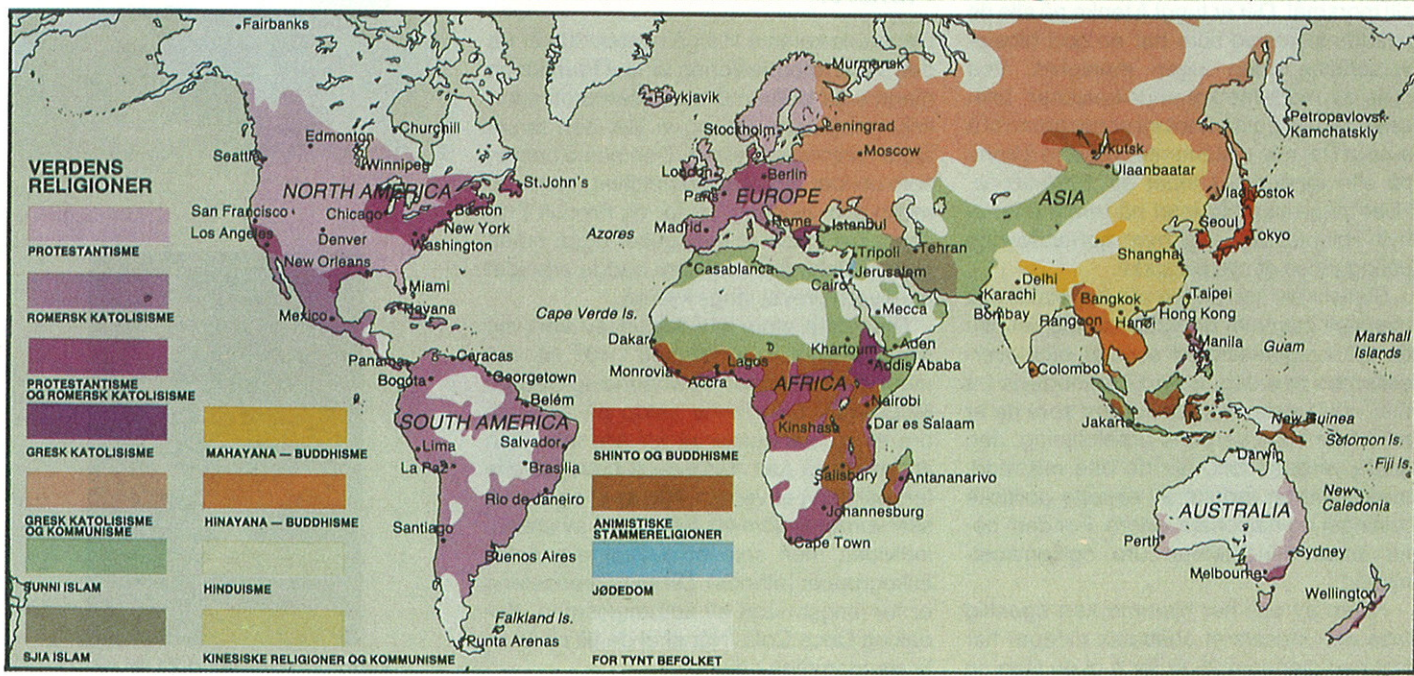 Fairbanks
Murmansk
Reykjavik
Petropavlovsk-
Kamchatskiy
Churchill
Stockholm
Leningrad
Edmonton
Moscow
Irkutsk
Seattle
Winnipeg
London
Berlin
Ulaanbaatar
VERDENS
RELIGIONER
NORTH AMERICA
St.John's
Paris
EUROPE
ASIA
Vladivostok
San Francisco
Chicago
Boston
New York
Madrid
Rome
Istanbul
Seoul
Los Angeles
Denver
Washington
Azores
Tripoli
Tehran
Tokyo
PROTESTANTISME
New Orleans
Casablanca
Jerusalem
Shanghai
Cairo
Delhi
Miami
Karachi
Bangkok
Taipei
Mexico
Havana
Cape Verde Is.
Mecca
Bombay
Rangoon
Hanoi
Hong Kong
ROMERSK KATOLISISME
Dakar
Khartoum
Aden
Manila
Guam
Marshall
Islands
Panama
Caracas
Monrovia
Lagos
Accra
Addis Ababa
Colombo
Bogotá
Georgetown
AFRICA
PROTESTANTISME
OG ROMERSK KATOLISISME
Belém
Nairobi
SOUTH AMERICA
Kinshasa
Dar es Salaam
Jakarta
New Guinea
Lima
Salvador
Solomon Is.
GRESK KATOLISISME
MAHAYANA — BUDDHISME
SHINTO OG BUDDHISME
Darwin
La Paz
Brasília
Salisbury
Antananarivo
Fiji Is.
Rio de Janeiro
New
Caledonia
Johannesburg
AUSTRALIA
GRESK KATOLISISME
OG KOMMUNISME
HINAYANA — BUDDHISME
ANIMISTISKE
STAMMERELIGIONER
Santiago
Cape Town
Perth
Buenos Aires
Sydney
Melbourne
SUNNI ISLAM
HINDUISME
JØDEDOM
Wellington
Falkland Is.
Punta Arenas
SJIA ISLAM
KINESISKE RELIGIONER OG KOMMUNISME
FOR TYNT BEFOLKET